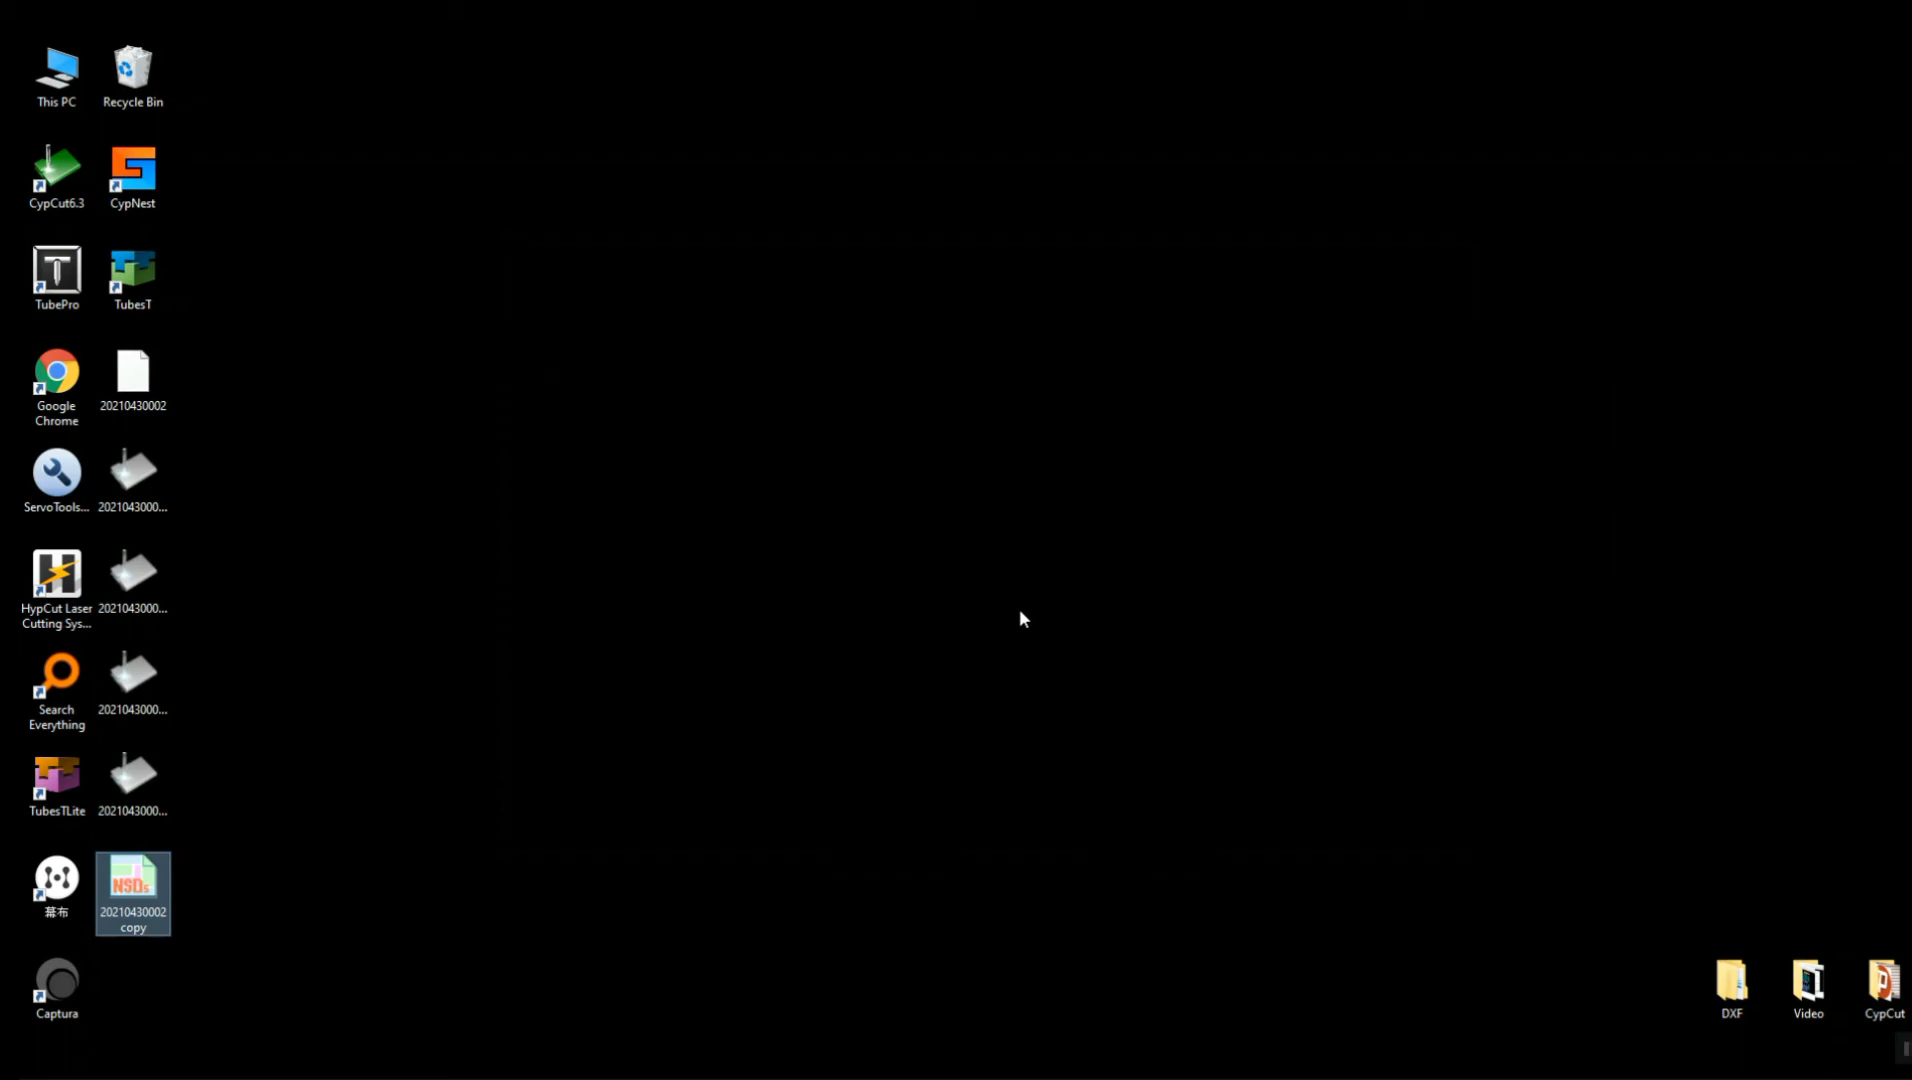 This PC
Recycle Bin
CypCut6.3
CypNest
TubePro
TubesT
Google
Chrome
20210430002
ServoTools...
2021043000...
HypCut Laser
Cutting Sys...
2021043000...
Search
Everything
2021043000...
TubesTLite
2021043000...
幕布
NSDs
20210430002
copy
Captura
DXF
Video
CypCut